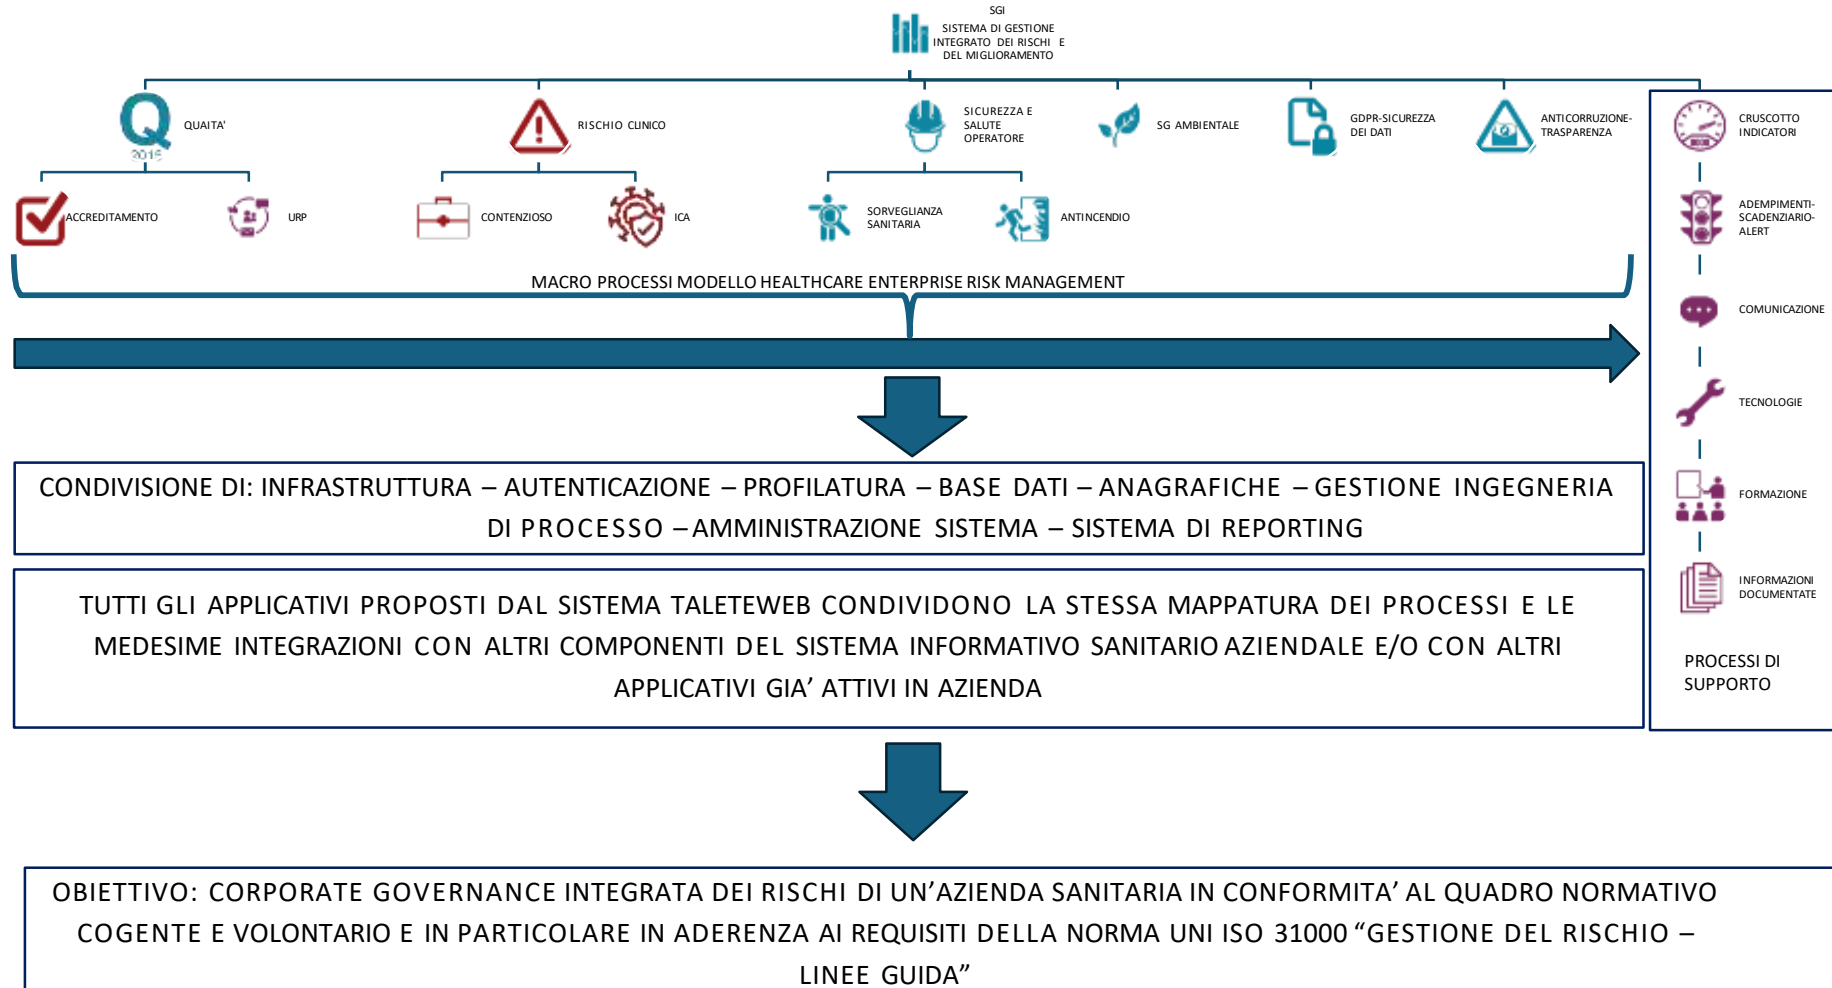 SGI
SISTEMA DI GESTIONE
INTEGRATO DEI RISCHI E
DEL MIGLIORAMENTO
Q
2015
QUAITA'
RISCHIO CLINICO
SICUREZZA E
SALUTE
OPERATORE
SG AMBIENTALE
GDPR-SICUREZZA
DEI DATI
ANTICORRUZIONE-
TRASPARENZA
CRUSCOTTO
INDICATORI
ACCREDITAMENTO
URP
CONTENZIOSO
ICA
SORVEGLIANZA
SANITARIA
ANTINCENDIO
ADEMPIMENTI-
SCADENZIARIO-
ALERT
MACRO PROCESSI MODELLO HEALTHCARE ENTERPRISE RISK MANAGEMENT
COMUNICAZIONE
TECNOLOGIE
FORMAZIONE
INFORMAZIONI
DOCUMENTATE
PROCESSI DI
SUPPORTO
CONDIVISIONE DI: INFRASTRUTTURA – AUTENTICAZIONE – PROFILATURA – BASE DATI – ANAGRAFICHE – GESTIONE INGEGNERIA
DI PROCESSO – AMMINISTRAZIONE SISTEMA – SISTEMA DI REPORTING
TUTTI GLI APPLICATIVI PROPOSTI DAL SISTEMA TALETEWEB CONDIVIDONO LA STESSA MAPPATURA DEI PROCESSI E LE
MEDESIME INTEGRAZIONI CON ALTRI COMPONENTI DEL SISTEMA INFORMATIVO SANITARIO AZIENDALE E/O CON ALTRI
APPLICATIVI GIA’ ATTIVI IN AZIENDA
OBIETTIVO: CORPORATE GOVERNANCE INTEGRATA DEI RISCHI DI UN’AZIENDA SANITARIA IN CONFORMITA’ AL QUADRO NORMATIVO
COGENTE E VOLONTARIO E IN PARTICOLARE IN ADERENZA AI REQUISITI DELLA NORMA UNI ISO 31000 “GESTIONE DEL RISCHIO –
LINEE GUIDA”